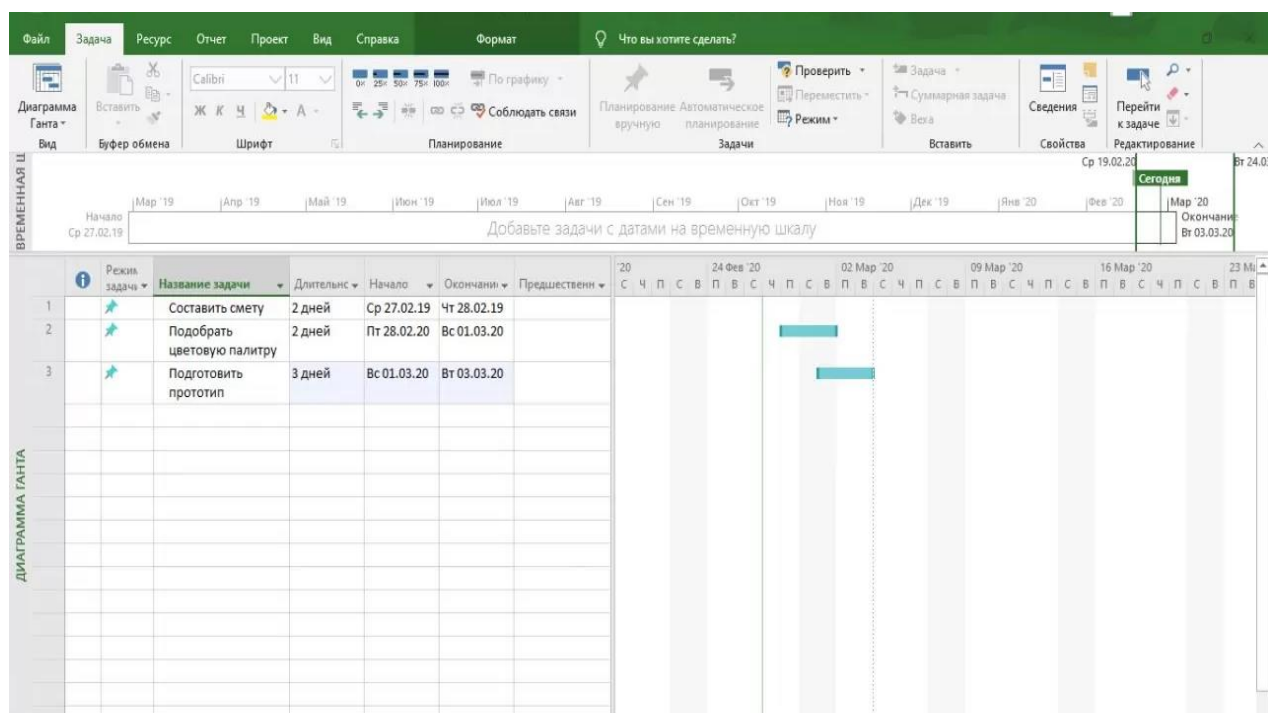 Файл Задача Ресурс Отчет Проект Вид Справка Формат Что вы хотите сделать?
Диаграмма Ганта
Вид
Вставить
Буфер обмена
Calibri 11
Ж К Ч А
Шрифт
0× 25× 50× 75× 100×
По графику
Соблюдать связи
Планирование
Планирование вручную
Автоматическое планирование
Проверить
Переместить
Режим
Задачи
Задача
Суммарная задача
Веха
Вставить
Сведения
Свойства
Перейти к задаче
Редактирование
ВРЕМЕННАЯ Ш
Ср 19.02.20 Вт 24.03
Сегодня
Мар '19 Апр '19 Май '19 Июн '19 Июл '19 Авг '19 Сен '19 Окт '19 Ноя '19 Дек '19 Янв '20 Фев '20 Мар '20
Начало
Ср 27.02.19
Добавьте задачи с датами на временную шкалу
Окончание
Вт 03.03.20
Режим задачи Название задачи Длительнс Начало Окончани Предшественн
'20 24 Фев '20 02 Мар '20 09 Мар '20 16 Мар '20 23 Ма
С Ч П С В П В С Ч П С В П В С Ч П С В П В С Ч П С В П В С Ч П С В П В
1 Составить смету 2 дней Ср 27.02.19 Чт 28.02.19
2 Подобрать цветовую палитру 2 дней Пт 28.02.20 Вс 01.03.20
3 Подготовить прототип 3 дней Вс 01.03.20 Вт 03.03.20
ДИАГРАММА ГАНТА